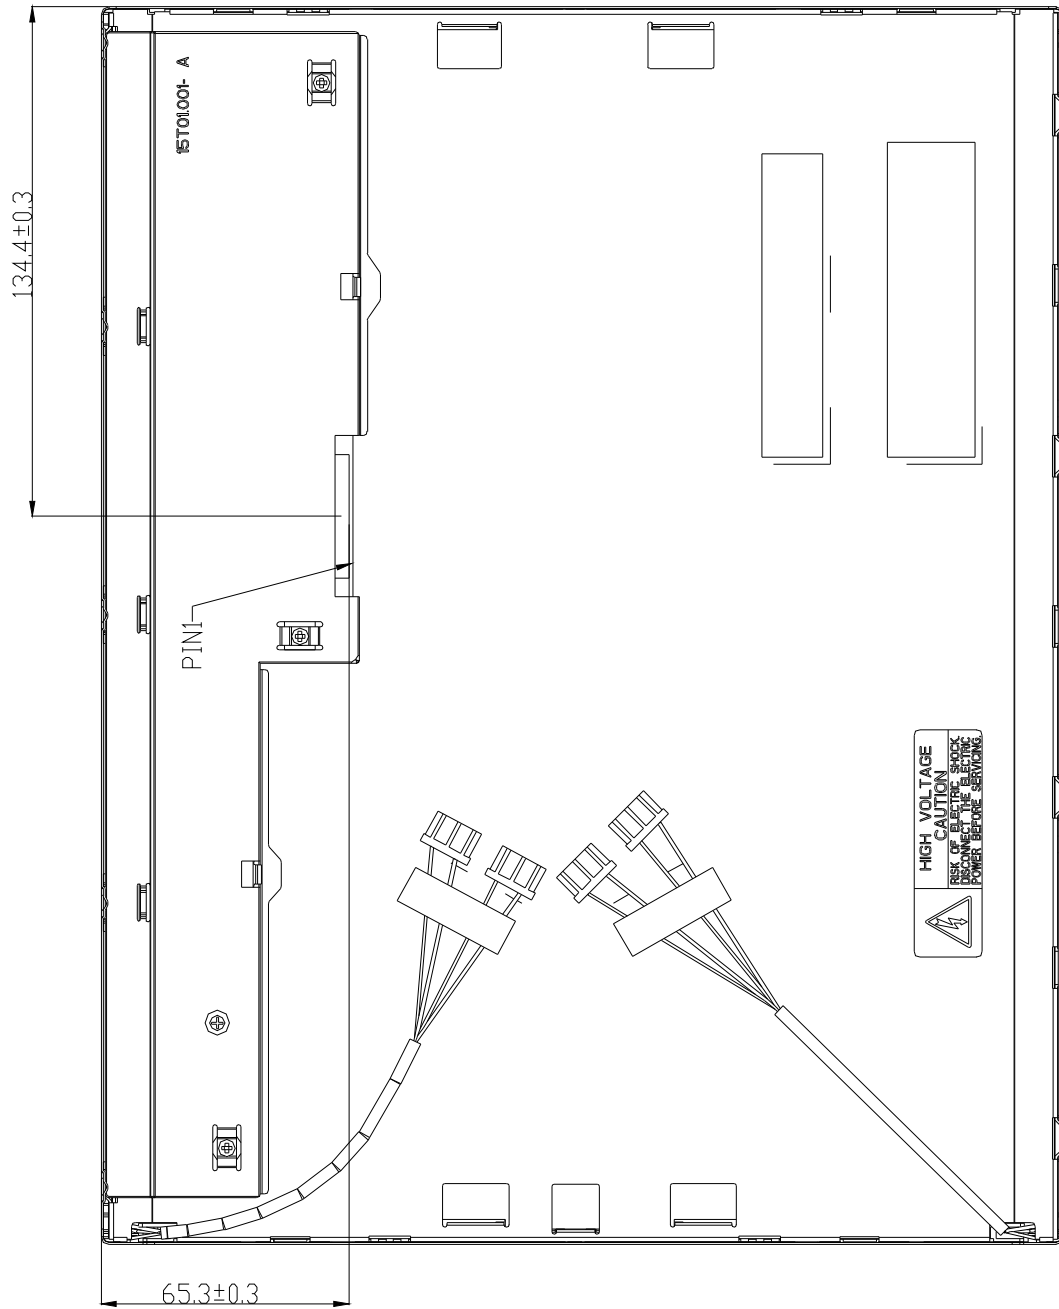 15T01.001- A
134.4±0.3
PIN1
HIGH VOLTAGE
CAUTION
RISK OF ELECTRIC SHOCK.
DISCONNECT THE ELECTRIC
POWER BEFORE SERVICING.
65.3±0.3